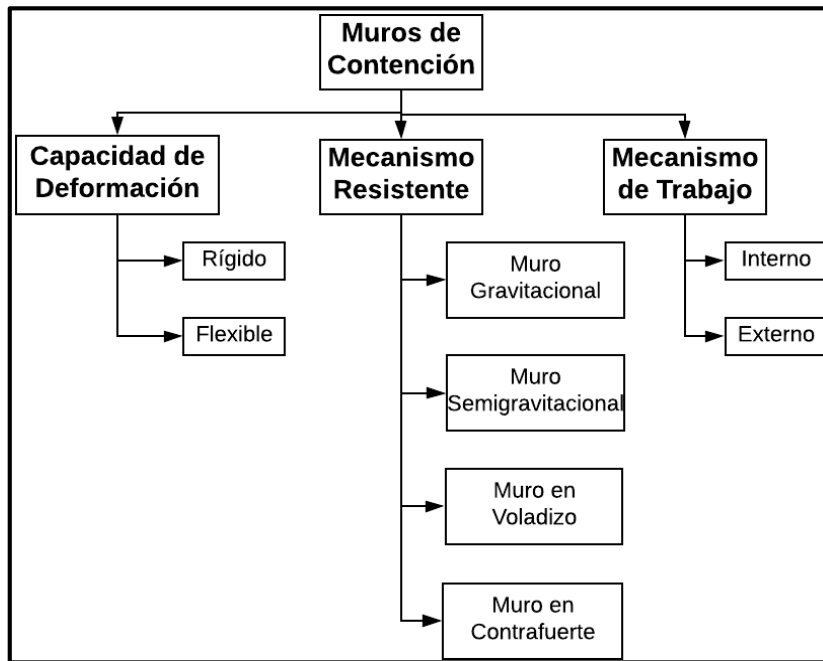 Muros de
Contención
Capacidad de
Deformación
Rígido
Flexible
Mecanismo
Resistente
Muro
Gravitacional
Muro
Semigravitacional
Muro en
Voladizo
Muro en
Contrafuerte
Mecanismo
de Trabajo
Interno
Externo